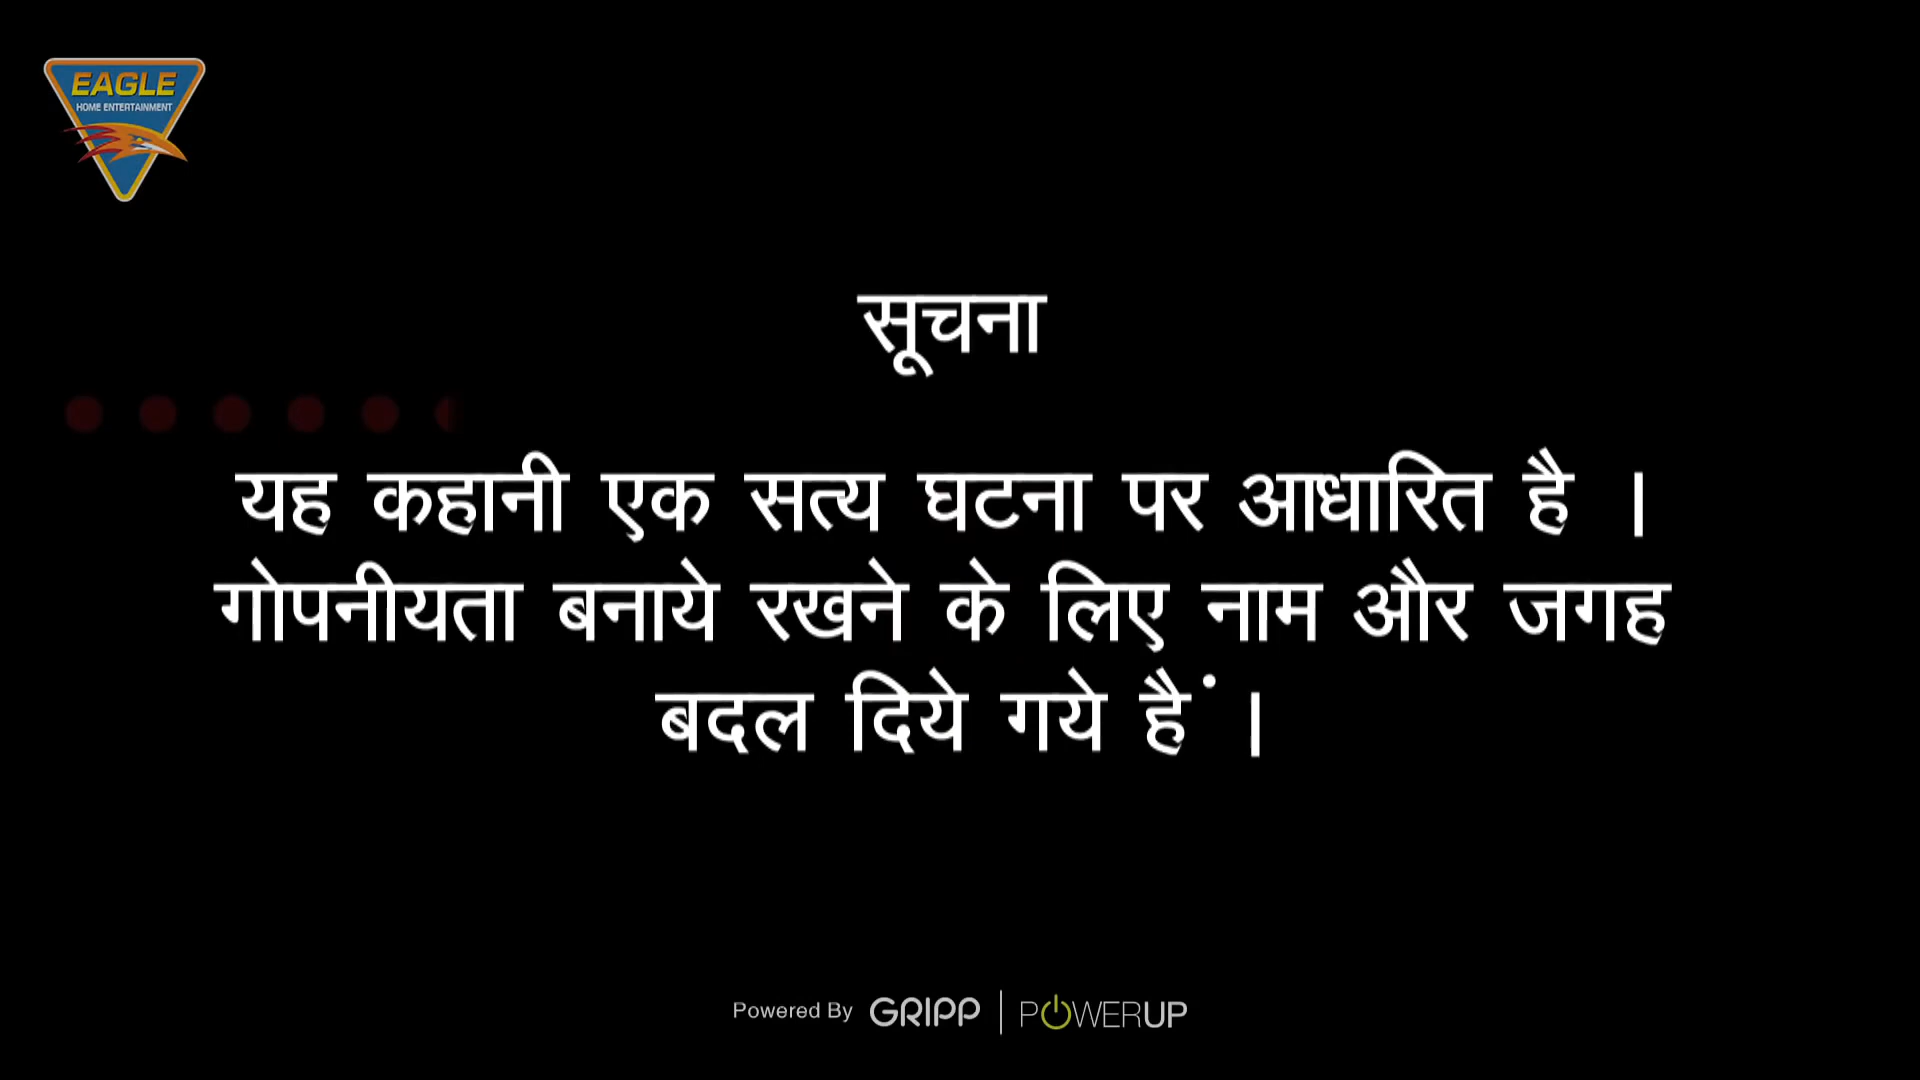 EAGLE
HOME ENTERTAINMENT
सूचना
यह कहानी एक सत्य घटना पर आधारित है ।
गोपनीयता बनाये रखने के लिए नाम और जगह
बदल दिये गये हैं ।
Powered By GRIPP | POWERUP